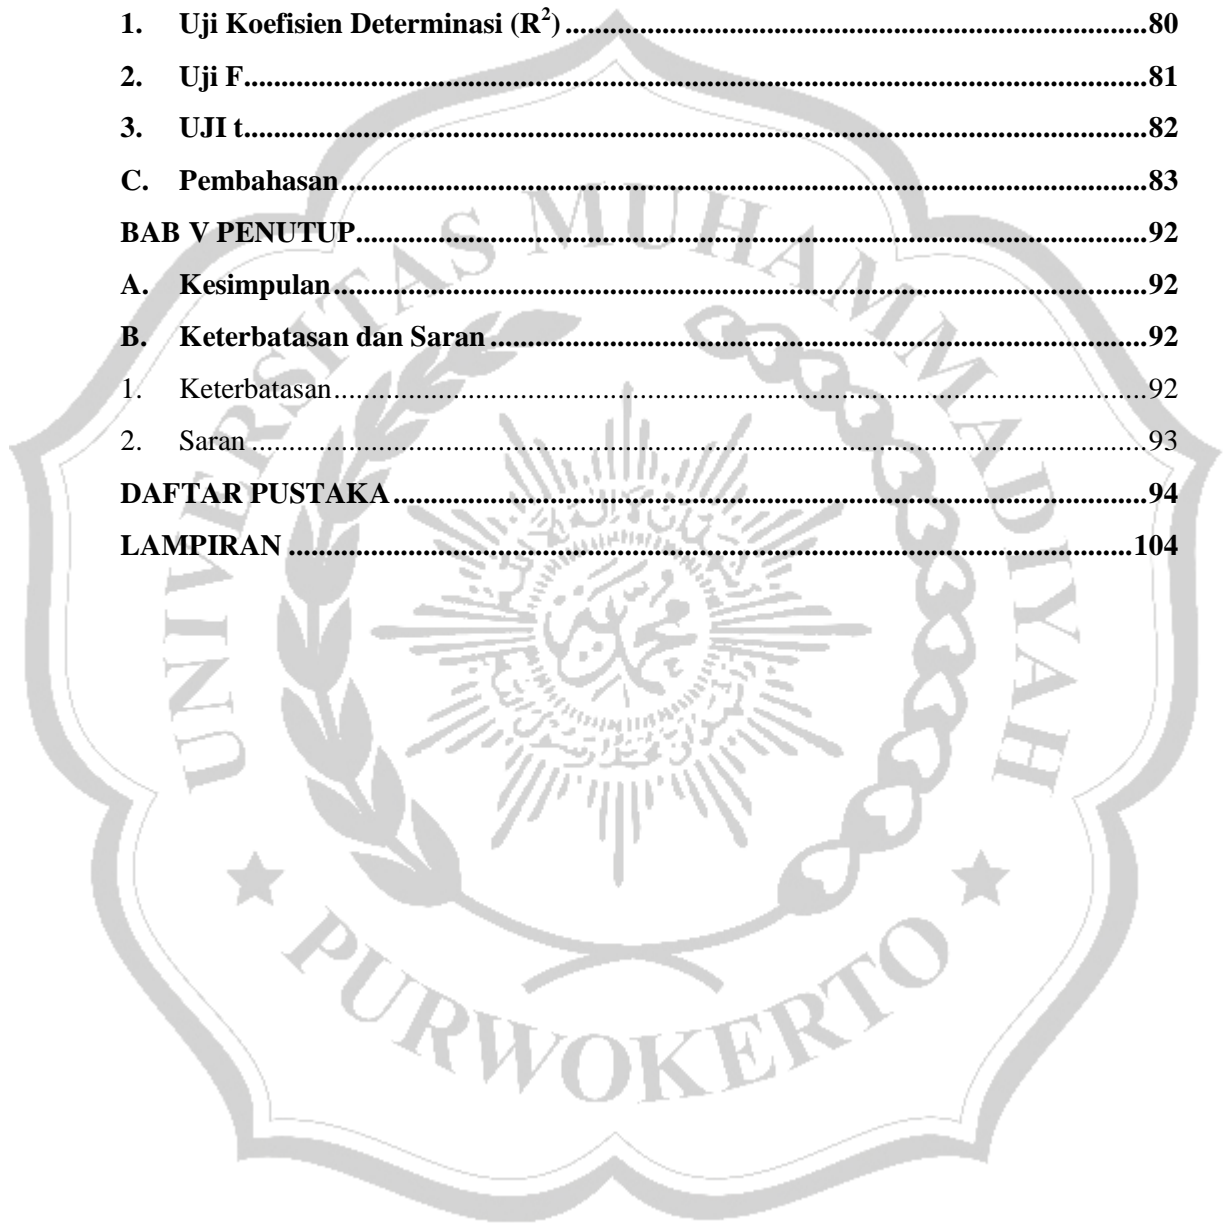 1. Uji Koefisien Determinasi (R²) ........ 80
2. Uji F ........ 81
3. UJI t ........ 82
C. Pembahasan ........ 83
BAB V PENUTUP ........ 92
A. Kesimpulan ........ 92
B. Keterbatasan dan Saran ........ 92
1. Keterbatasan ........ 92
2. Saran ........ 93
DAFTAR PUSTAKA ........ 94
LAMPIRAN ........ 104
UNIVERSITAS MUHAMMADIYAH
PURWOKERTO